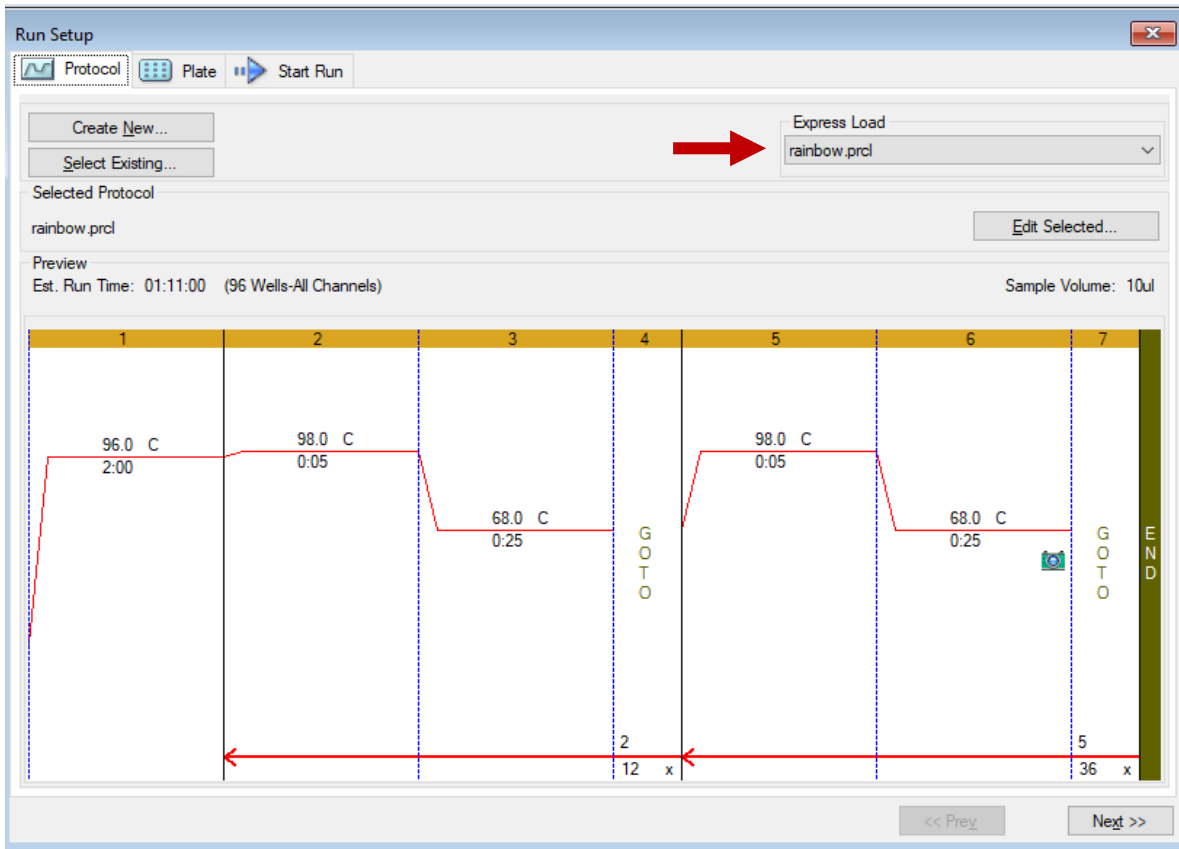 Run Setup
Protocol Plate Start Run
Create New...
Select Existing...
Express Load
rainbow.prcl
Selected Protocol
rainbow.prcl
Edit Selected...
Preview
Est. Run Time: 01:11:00 (96 Wells-All Channels) Sample Volume: 10ul
1 2 3 4 5 6 7
96.0 C
2:00
98.0 C
0:05
68.0 C
0:25
GOTO
98.0 C
0:05
68.0 C
0:25
GOTO
END
2
12 x
5
36 x
<< Prev Next >>